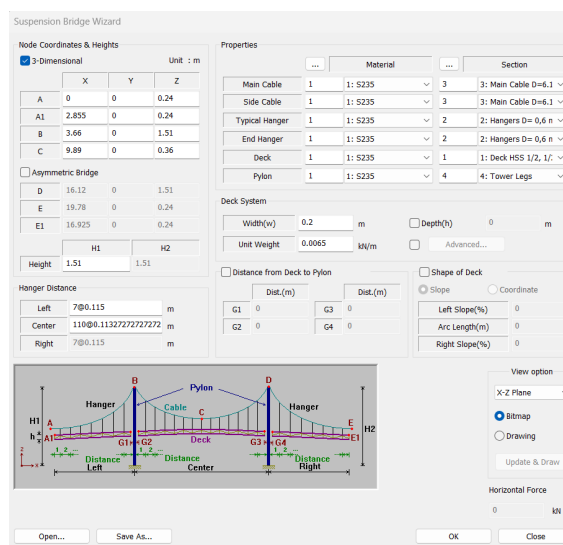 Suspension Bridge Wizard
Node Coordinates & Heights
3-Dimensional Unit : m
X Y Z
A 0 0 0.24
A1 2.855 0 0.24
B 3.66 0 1.51
C 9.89 0 0.36
Asymmetric Bridge
D 16.12 0 1.51
E 19.78 0 0.24
E1 16.925 0 0.24
H1 H2
Height 1.51 1.51
Hanger Distance
Left 7@0.115 m
Center 110@0.11327272727272 m
Right 7@0.115 m
Properties
... Material ... Section
Main Cable 1 1: S235 3 3: Main Cable D=6.1
Side Cable 1 1: S235 3 3: Main Cable D=6.1
Typical Hanger 1 1: S235 2 2: Hangers D= 0,6 n
End Hanger 1 1: S235 2 2: Hangers D= 0,6 n
Deck 1 1: S235 1 1: Deck HSS 1/2, 1/.
Pylon 1 1: S235 4 4: Tower Legs
Deck System
Width(w) 0.2 m Depth(h) 0 m
Unit Weight 0.0065 kN/m Advanced...
Distance from Deck to Pylon
Dist.(m) Dist.(m)
G1 0 G3 0
G2 0 G4 0
Shape of Deck
Slope Coordinate
Left Slope(%) 0
Arc Length(m) 0
Right Slope(%) 0
B D
Pylon
Hanger Cable Hanger
H1 A C E H2
h A1 G1 G2 Deck G3 G4 E1
1 2 ... 1 2 ... 1 2 ...
Distance Distance Distance
z x Left Center Right
View option
X-Z Plane
Bitmap
Drawing
Update & Draw
Horizontal Force
0 kN
Open... Save As... OK Close